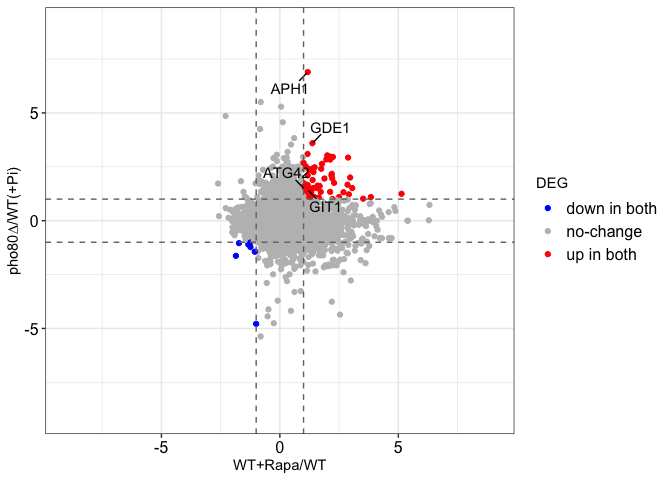 APH1
GDE1
ATG42
GIT1
5
0
-5
-5
0
5
WT+Rapa/WT
pho80Δ/WT(+Pi)
DEG
down in both
no-change
up in both